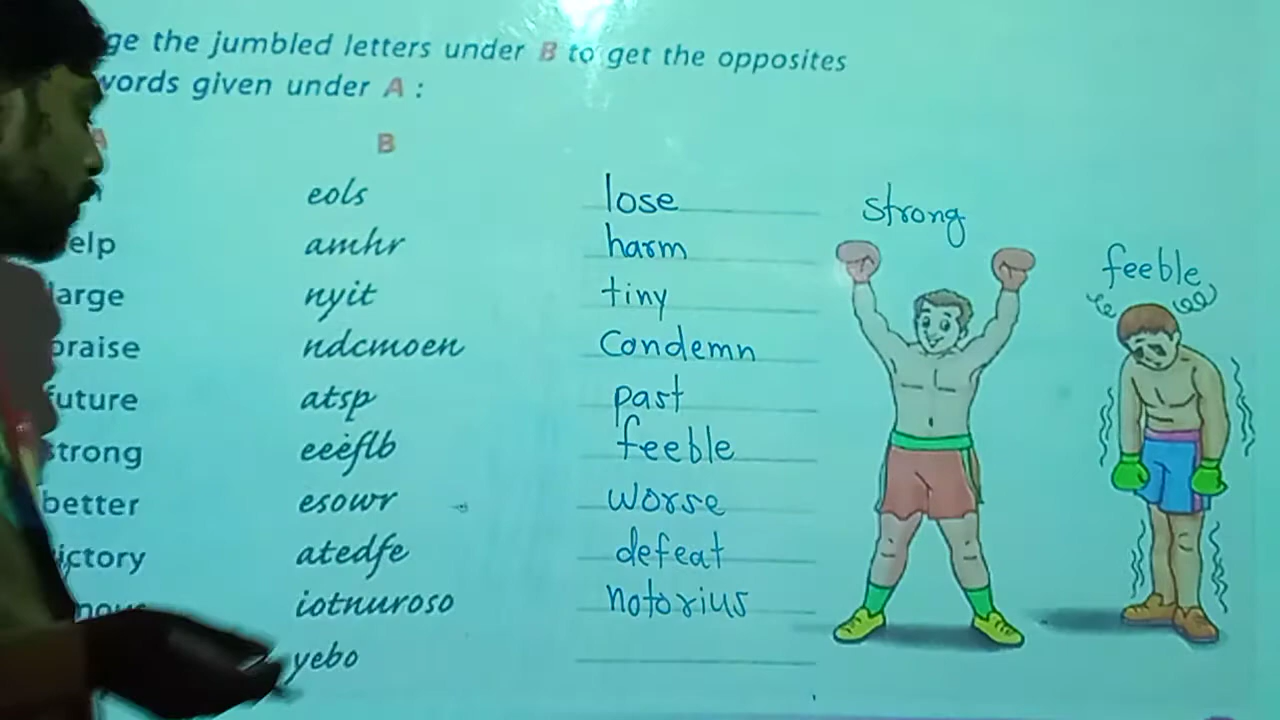 ge the jumbled letters under B to get the opposites
words given under A :
A B
eols lose strong
elp amhr harm feeble
large nyit tiny
praise ndcmoen Condemn
future atsp past
strong eeeflb feeble
better esowr worse
ictory atedfe defeat
mous iotnuroso notorius
yebo